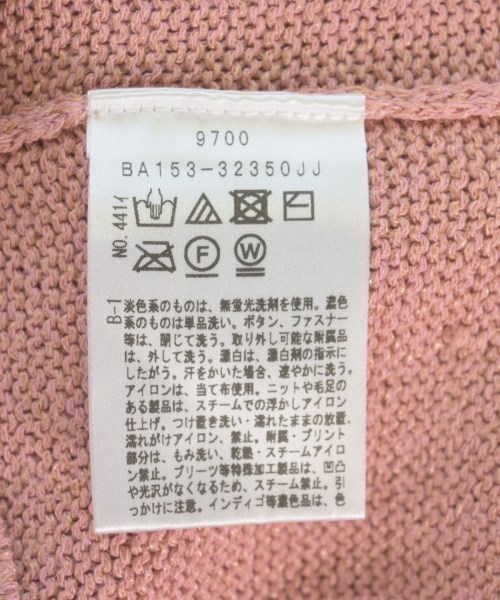 9700
BA153-32350JJ
NO.441イ
F
W
B-1
淡色系のものは、無蛍光洗剤を使用。濃色
系のものは単品洗い。ボタン、ファスナー
等は、閉じて洗う。取り外し可能な附属品
は、外して洗う。漂白は、漂白剤の指示に
したがう。汗をかいた場合、速やかに洗う。
アイロンは、当て布使用。ニットや毛足の
ある製品は、スチームでの浮かしアイロン
仕上げ。つけ置き洗い・濡れたままの放置、
濡れがけアイロン、禁止。附属・プリント
部分は、もみ洗い、乾塾・スチームアイロ
ン禁止。プリーツ等特殊加工製品は、凹凸
や光沢がなくなるため、スチーム禁止。引
っかけに注意。インディゴ等濃色品は、色